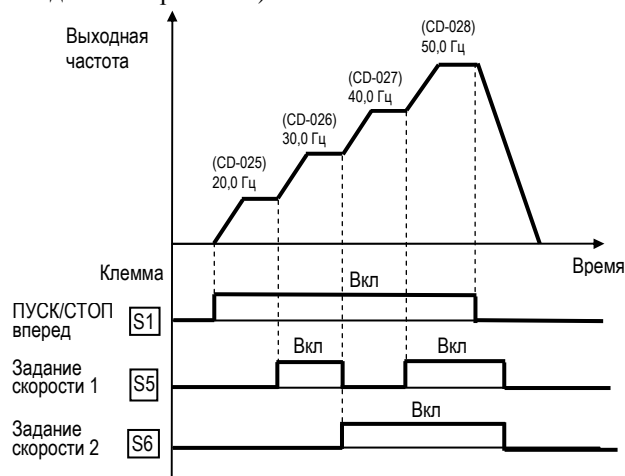 Выходная
частота
(CD-025)
20,0 Гц
(CD-026)
30,0 Гц
(CD-027)
40,0 Гц
(CD-028)
50,0 Гц
Время
Клемма
ПУСК/СТОП
вперед
S1
Вкл
Задание
скорости 1
S5
Вкл
Вкл
Задание
скорости 2
S6
Вкл